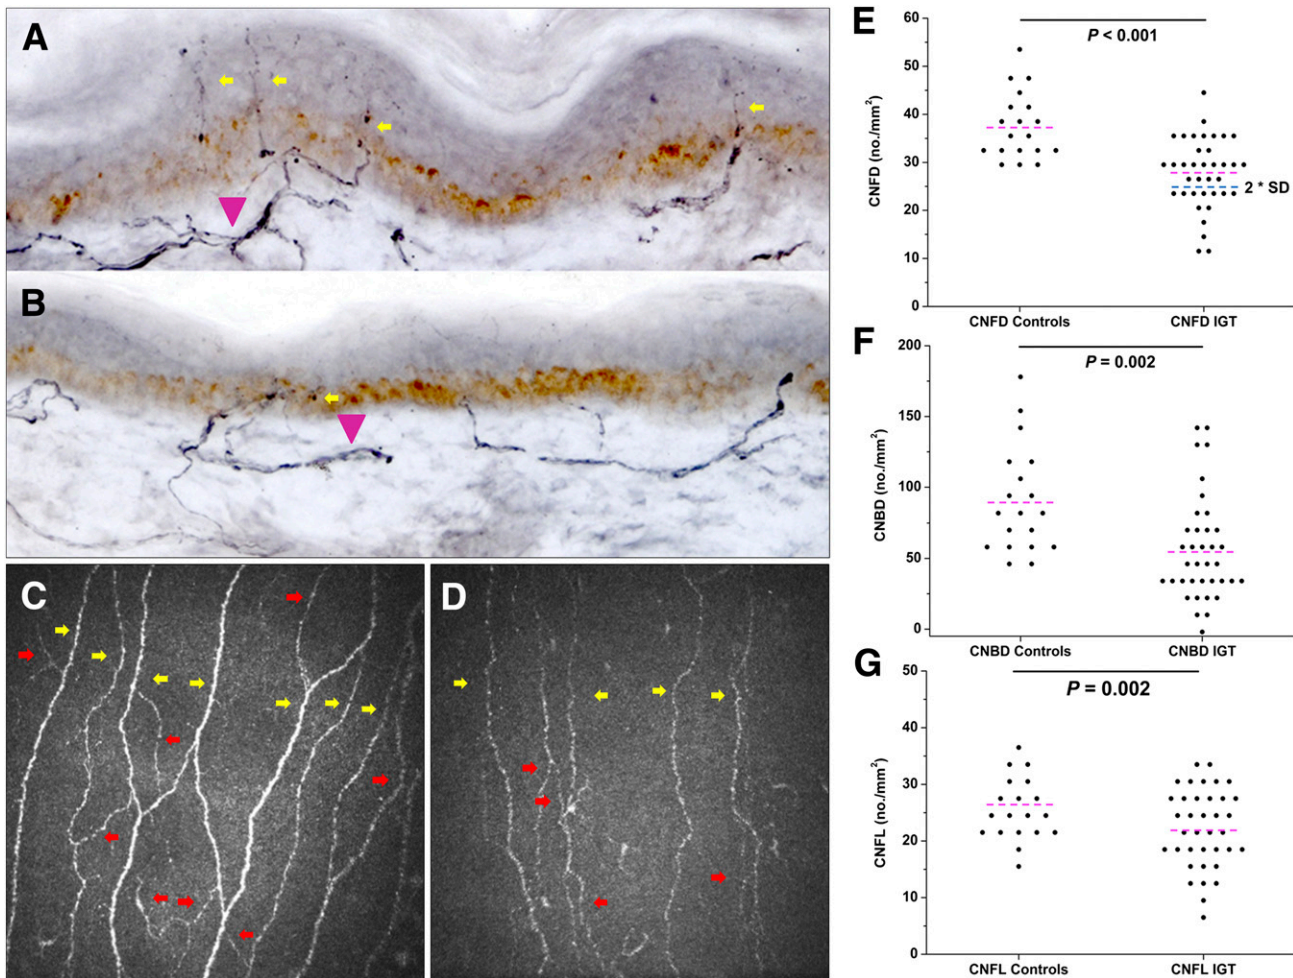 A
B
C
D
E
P < 0.001
60
50
40
30
20
10
0
CNFD (no./mm²)
2 * SD
CNFD Controls
CNFD IGT
F
P = 0.002
200
150
100
50
0
CNBD (no./mm²)
CNBD Controls
CNBD IGT
G
P = 0.002
50
40
30
20
10
0
CNFL (no./mm²)
CNFL Controls
CNFL IGT